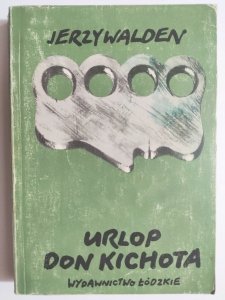 JERZY WALDEN
URLOP
DON KICHOTA
WYDAWNICTWO ŁÓDZKIE